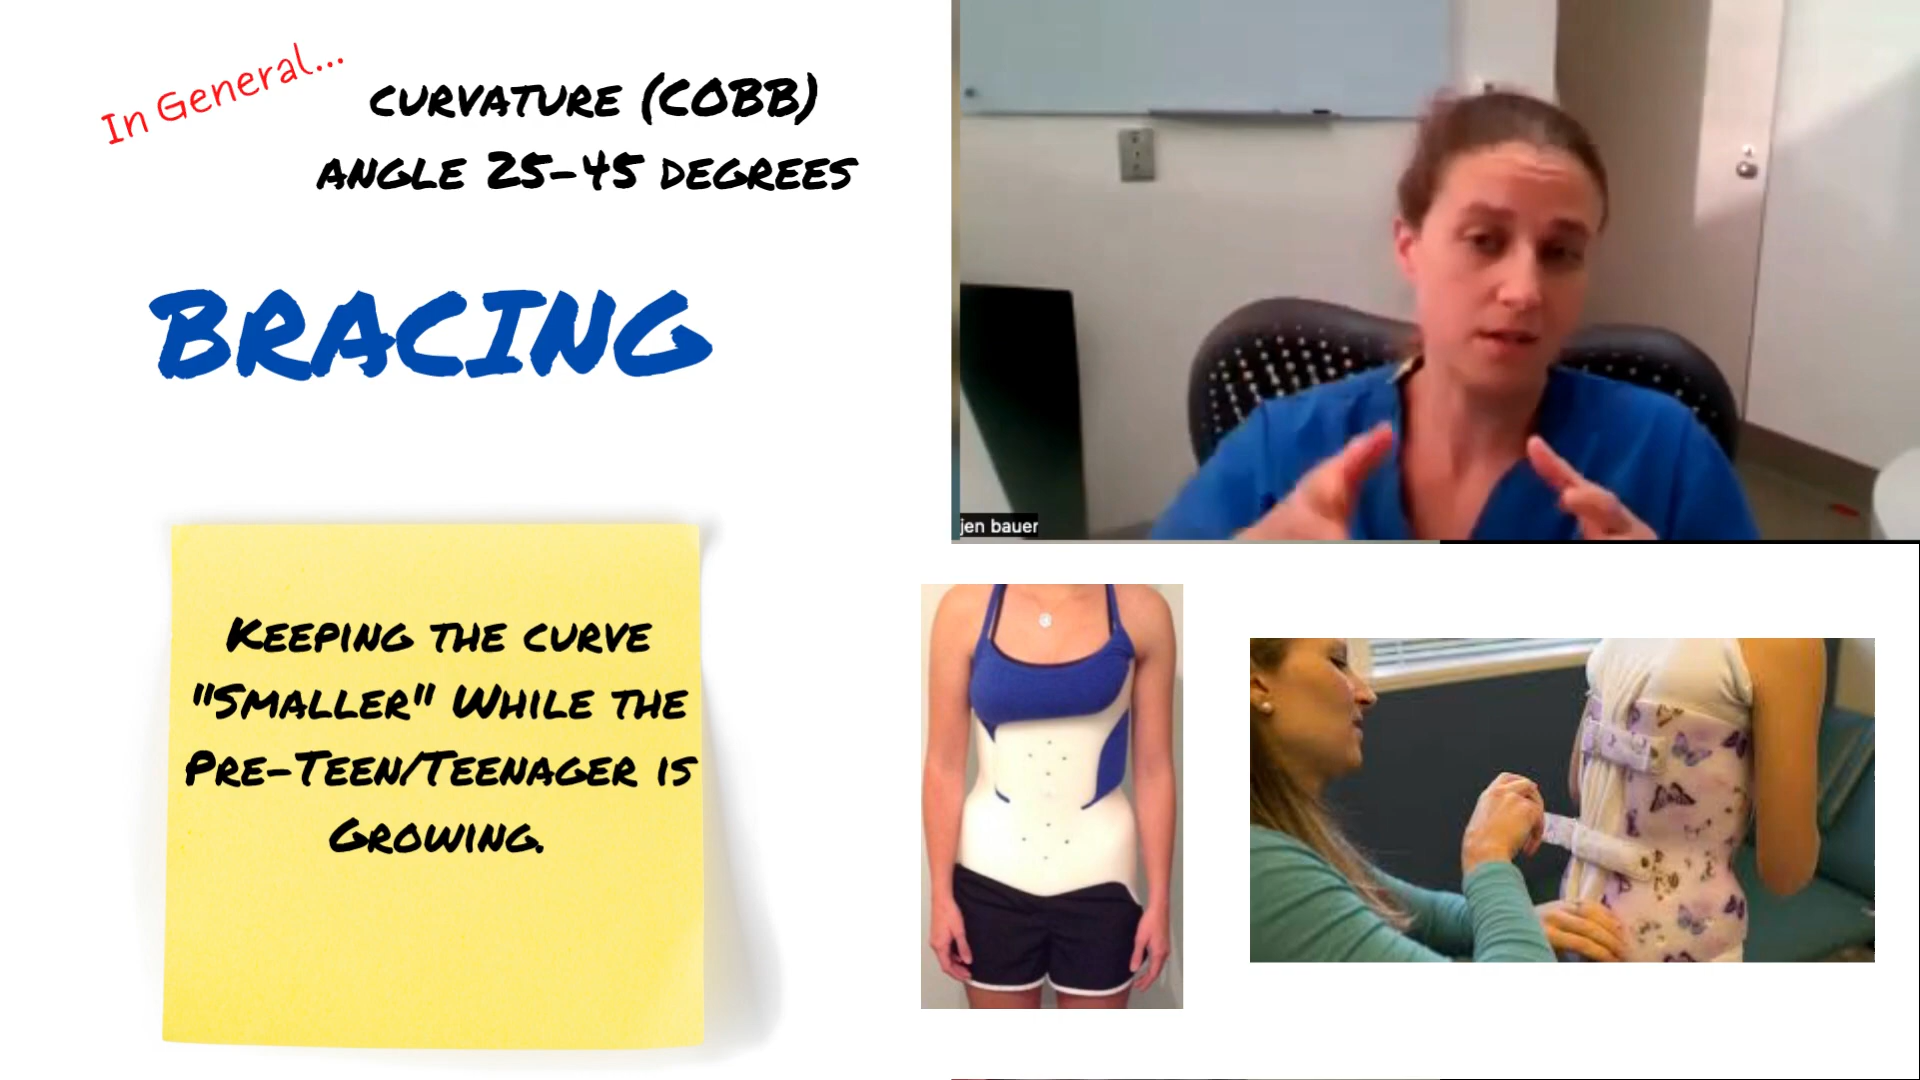 In General...
CURVATURE (COBB)
ANGLE 25-45 DEGREES
BRACING
KEEPING THE CURVE
"SMALLER" WHILE THE
PRE-TEEN/TEENAGER IS
GROWING.
jen bauer